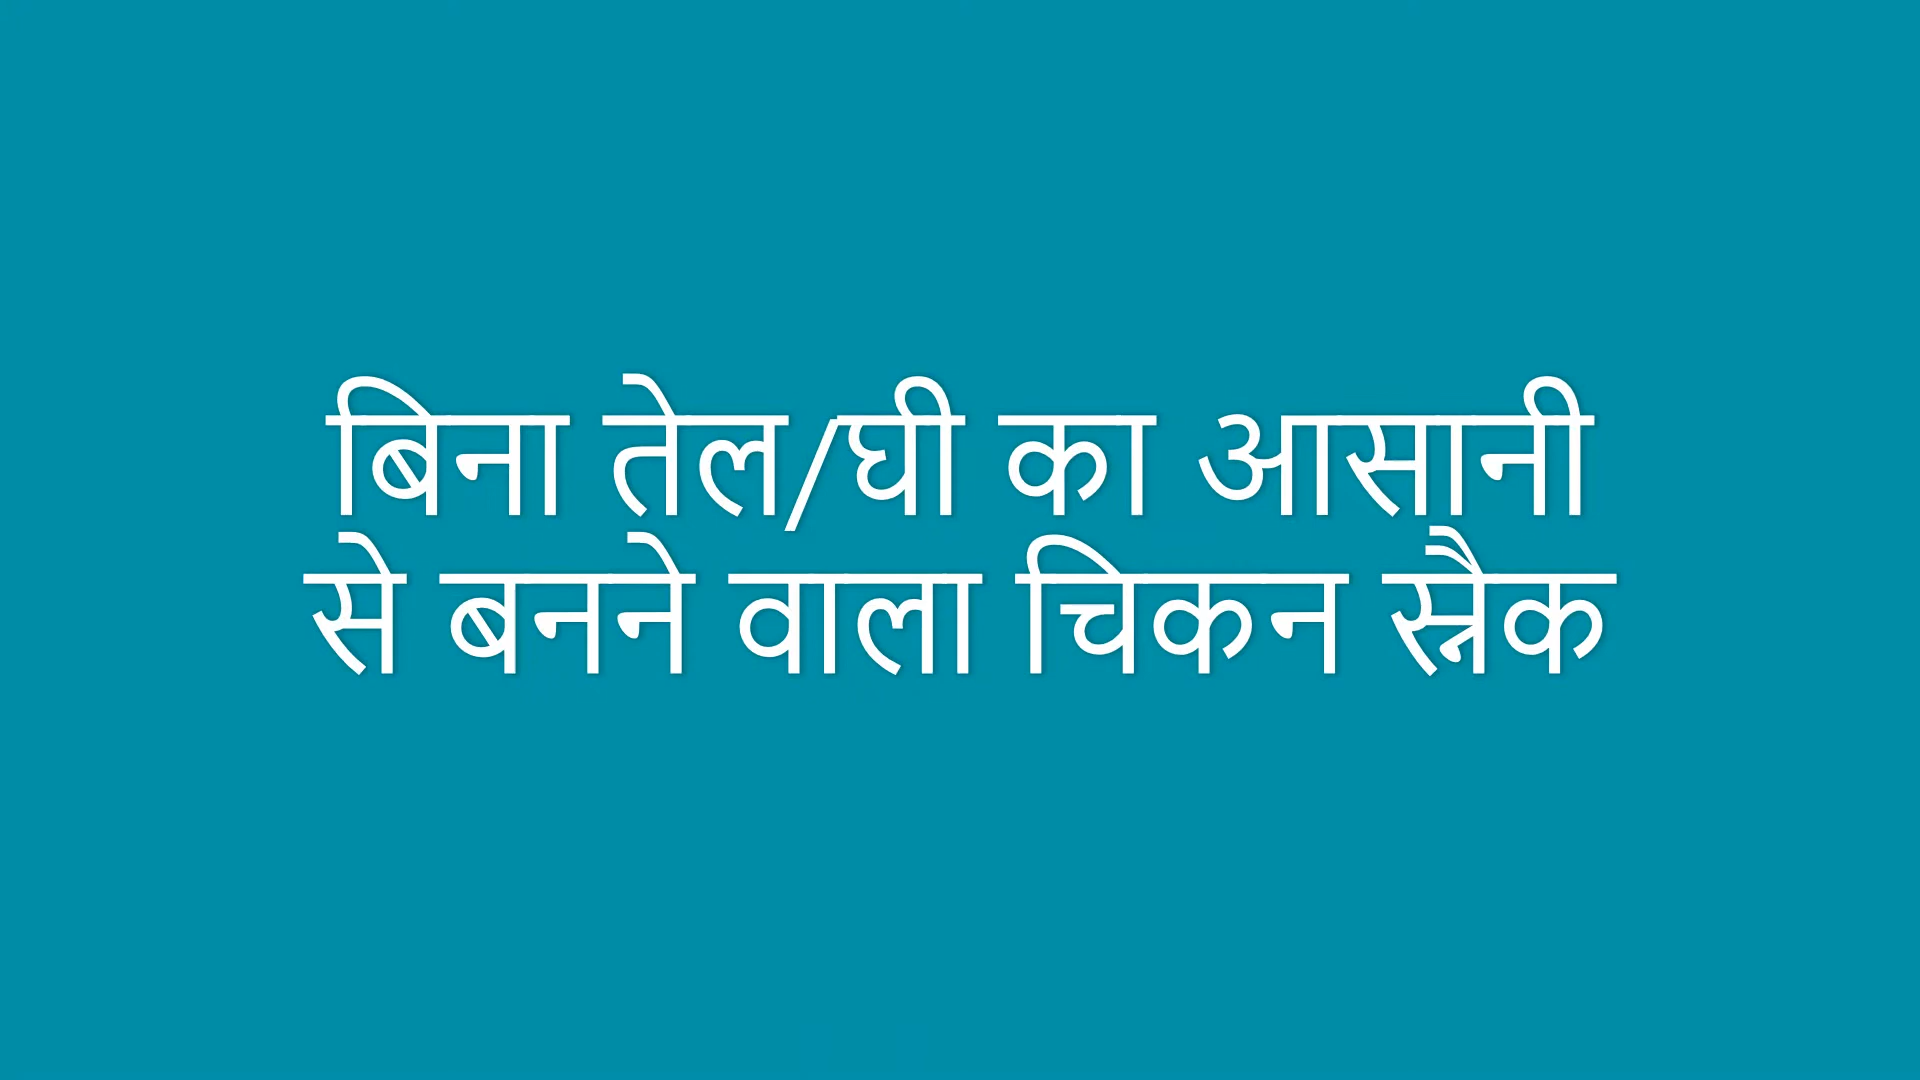 बिना तेल/घी का आसानी
से बनने वाला चिकन स्नैक